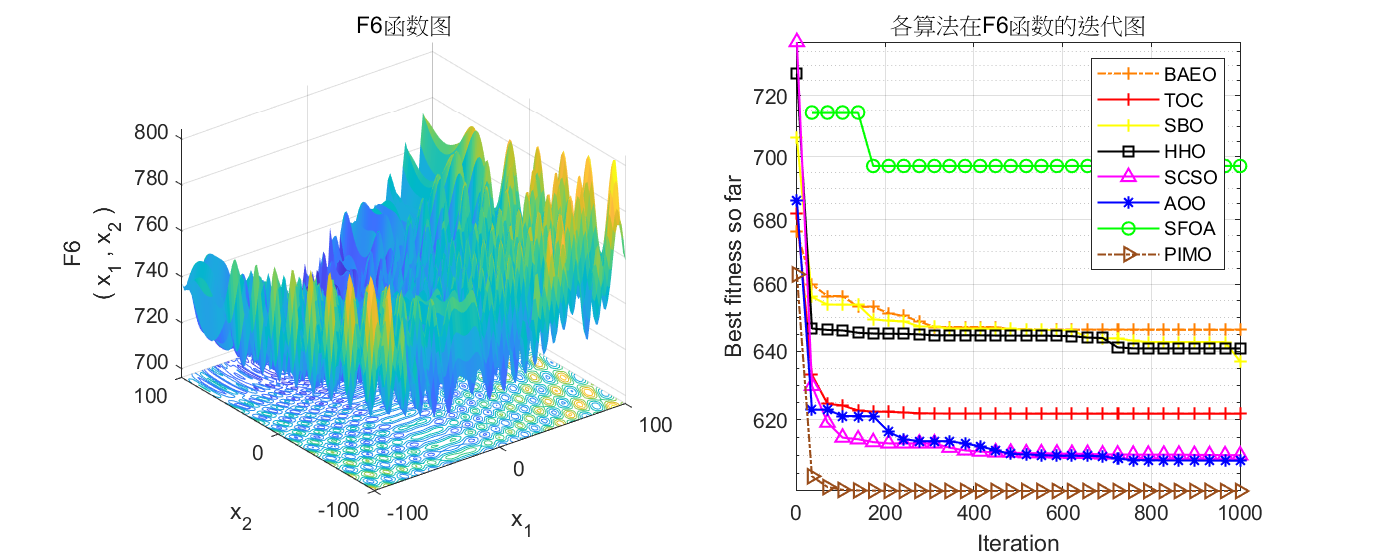 F6函数图
800
780
760
740
720
700
F6
( x1 , x2 )
100
0
-100
x2
-100
0
100
x1
各算法在F6函数的迭代图
720
700
680
660
640
620
Best fitness so far
0
200
400
600
800
1000
Iteration
BAEO
TOC
SBO
HHO
SCSO
AOO
SFOA
PIMO